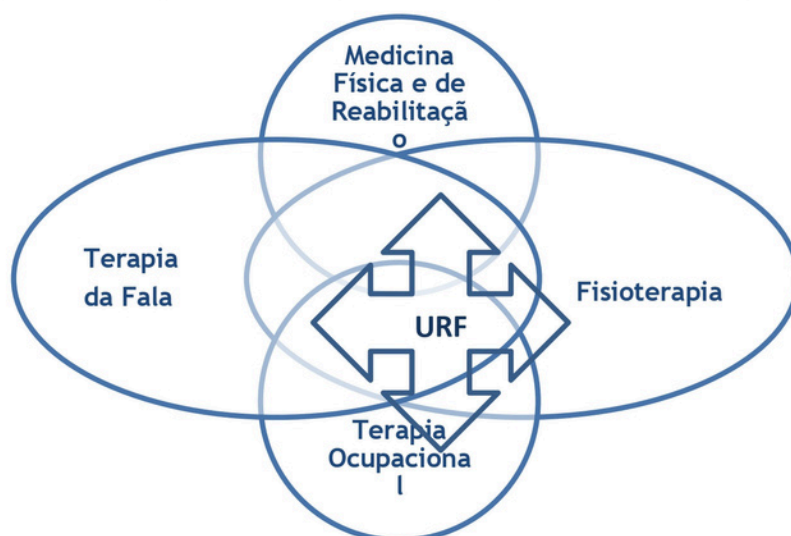 Medicina
Física e de
Reabilitaçã
o
Terapia
da Fala
Fisioterapia
URF
Terapia
Ocupaciona
l